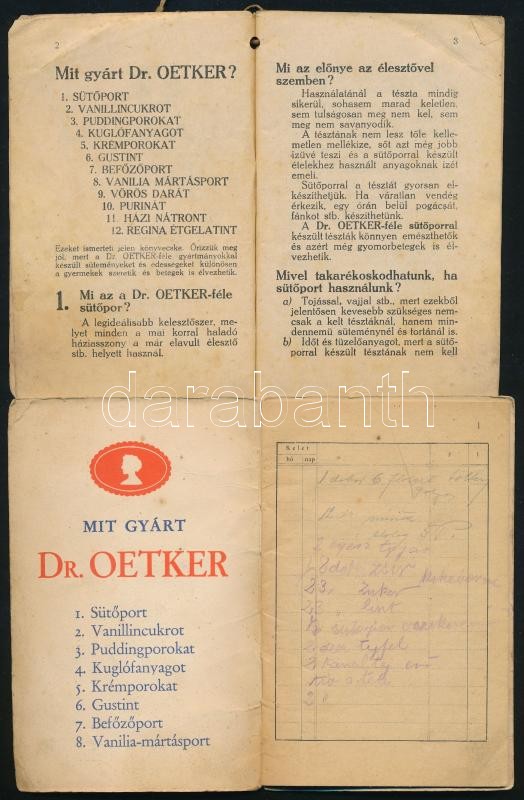 2
Mit gyárt Dr. OETKER?
1. SÜTŐPORT
2. VANILLINCUKROT
3. PUDDINGPOROKAT
4. KUGLÓFANYAGOT
5. KRÉMPOROKAT
6. GUSTINT
7. BEFŐZŐPORT
8. VANILIA MÁRTÁSPORT
9. VÖRÖS DARÁT
10. PURINÁT
11. HÁZI NÁTRONT
12. REGINA ÉTGELATINT
Ezeket ismerteti jelen könyvecske. Őrizzük meg
jól, mert a Dr. OETKER-féle gyártmányokkal
készült süteményeket és édességeket különösen
a gyermekek szeretik és betegek is élvezhetik.
1. Mi az a Dr. OETKER-féle
sütőpor?
A legideálisabb kelesztőszer, me-
lyet minden a mai korral haladó
háziasszony a már elavult élesztő
stb. helyett használ.
3
Mi az előnye az élesztővel
szemben?
Használatánál a tészta mindig
sikerül, sohasem marad keletlen,
sem tulságosan meg nem kel, sem
meg nem savanyodik.
A tésztának nem lesz tőle kelle-
metlen mellékíze, sőt azt még jobb
ízűvé teszi és a sütőporral készült
ételekhez használt anyagoknak ízét
emeli.
Sütőporral a tésztát gyorsan el-
készíthetjük. Ha váratlan vendég
érkezik, egy órán belül pogácsát,
fánkot stb. készíthetünk.
A Dr. OETKER-féle sütőporral
készült tészták könnyen emészthetők
és azért még gyomorbetegek is él-
vezhetik.
Mivel takarékoskodhatunk, ha
sütőport használunk?
a) Tojással, vajjal stb., mert ezekből
jelentősen kevesebb szükséges nem-
csak a kelt tésztáknál, hanem min-
dennemű süteménynél és tortánál is.
b) Időt és tüzelőanyagot, mert a sütő-
porral készült tésztának nem kell
darabanth
MIT GYÁRT
DR. OETKER
1. Sütőport
2. Vanillincukrot
3. Puddingporokat
4. Kuglófanyagot
5. Krémporokat
6. Gustint
7. Befőzőport
8. Vanilia-mártásport
1
Kelet
hó nap
zsir
lint
tejfel